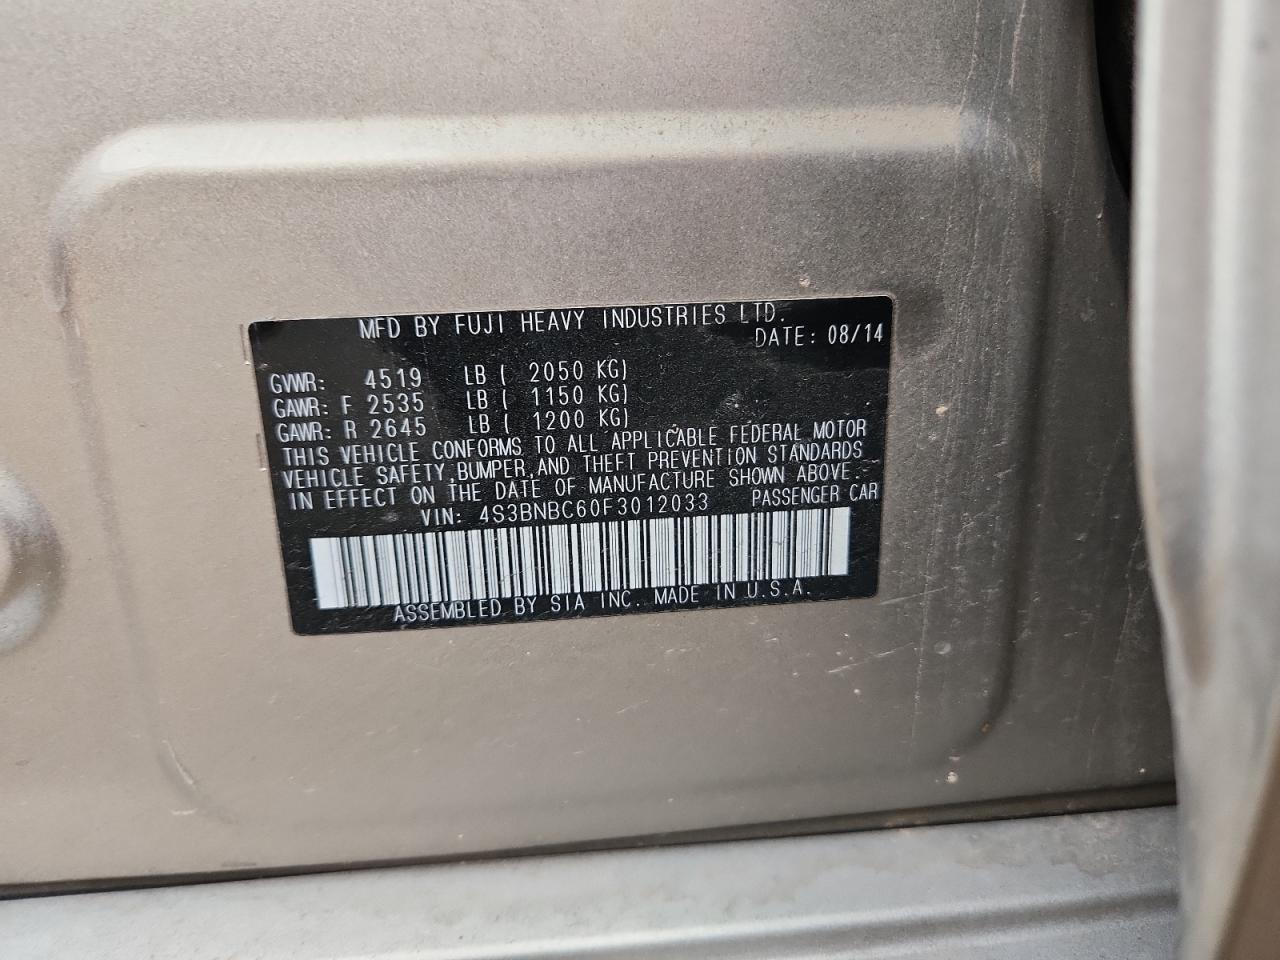 MFD BY FUJI HEAVY INDUSTRIES LTD.
DATE: 08/14
GVWR: 4519 LB ( 2050 KG)
GAWR: F 2535 LB ( 1150 KG)
GAWR: R 2645 LB ( 1200 KG)
THIS VEHICLE CONFORMS TO ALL APPLICABLE FEDERAL MOTOR
VEHICLE SAFETY,BUMPER,AND THEFT PREVENTION STANDARDS
IN EFFECT ON THE DATE OF MANUFACTURE SHOWN ABOVE.
VIN: 4S3BNBC60F3012033 PASSENGER CAR
ASSEMBLED BY SIA INC. MADE IN U.S.A.